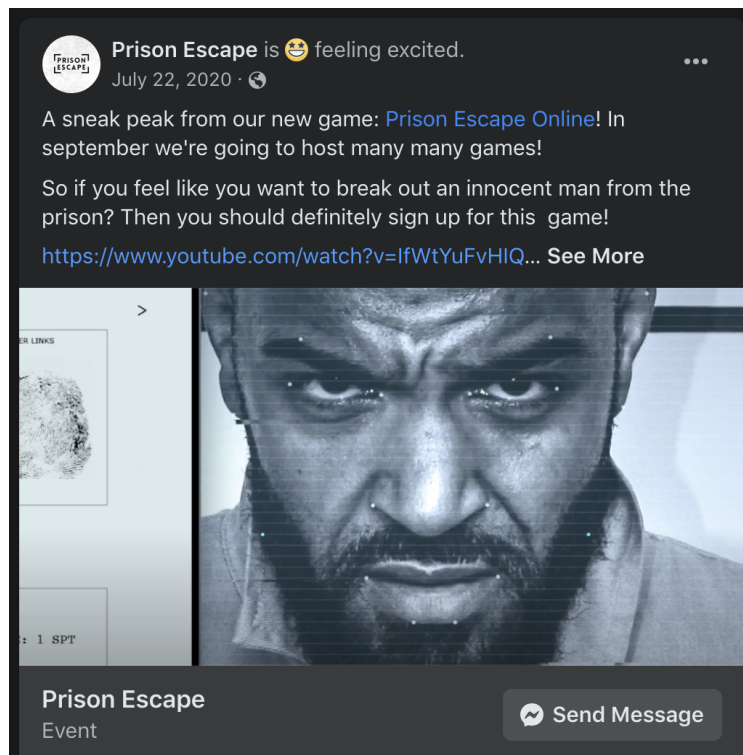 PRISON
ESCAPE
Prison Escape is 🤩 feeling excited.
July 22, 2020 ·
A sneak peak from our new game: Prison Escape Online! In
september we're going to host many many games!
So if you feel like you want to break out an innocent man from the
prison? Then you should definitely sign up for this  game!
https://www.youtube.com/watch?v=IfWtYuFvHIQ... See More
>
ER LINKS
: 1 SPT
Prison Escape
Event
Send Message